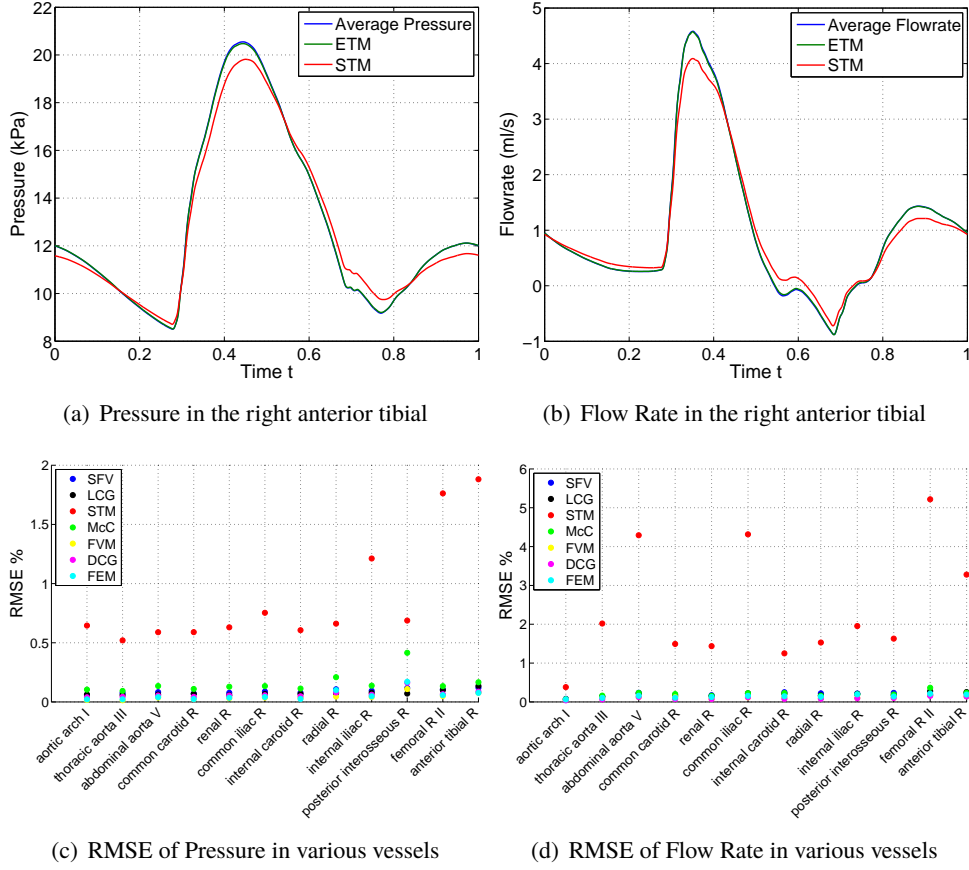 22
20
18
16
14
12
10
8
Pressure (kPa)
0
0.2
0.4
0.6
0.8
1
Time t
Average Pressure
ETM
STM
(a) Pressure in the right anterior tibial
5
4
3
2
1
0
−1
Flowrate (ml/s)
0
0.2
0.4
0.6
0.8
1
Time t
Average Flowrate
ETM
STM
(b) Flow Rate in the right anterior tibial
2
1.5
1
0.5
0
RMSE %
SFV
LCG
STM
McC
FVM
DCG
FEM
aortic arch I
thoracic aorta III
abdominal aorta V
common carotid R
renal R
common iliac R
internal carotid R
radial R
internal iliac R
posterior interosseous R
femoral R II
anterior tibial R
(c) RMSE of Pressure in various vessels
6
5
4
3
2
1
0
RMSE %
SFV
LCG
STM
McC
FVM
DCG
FEM
aortic arch I
thoracic aorta III
abdominal aorta V
common carotid R
renal R
common iliac R
internal carotid R
radial R
internal iliac R
posterior interosseous R
femoral R II
anterior tibial R
(d) RMSE of Flow Rate in various vessels